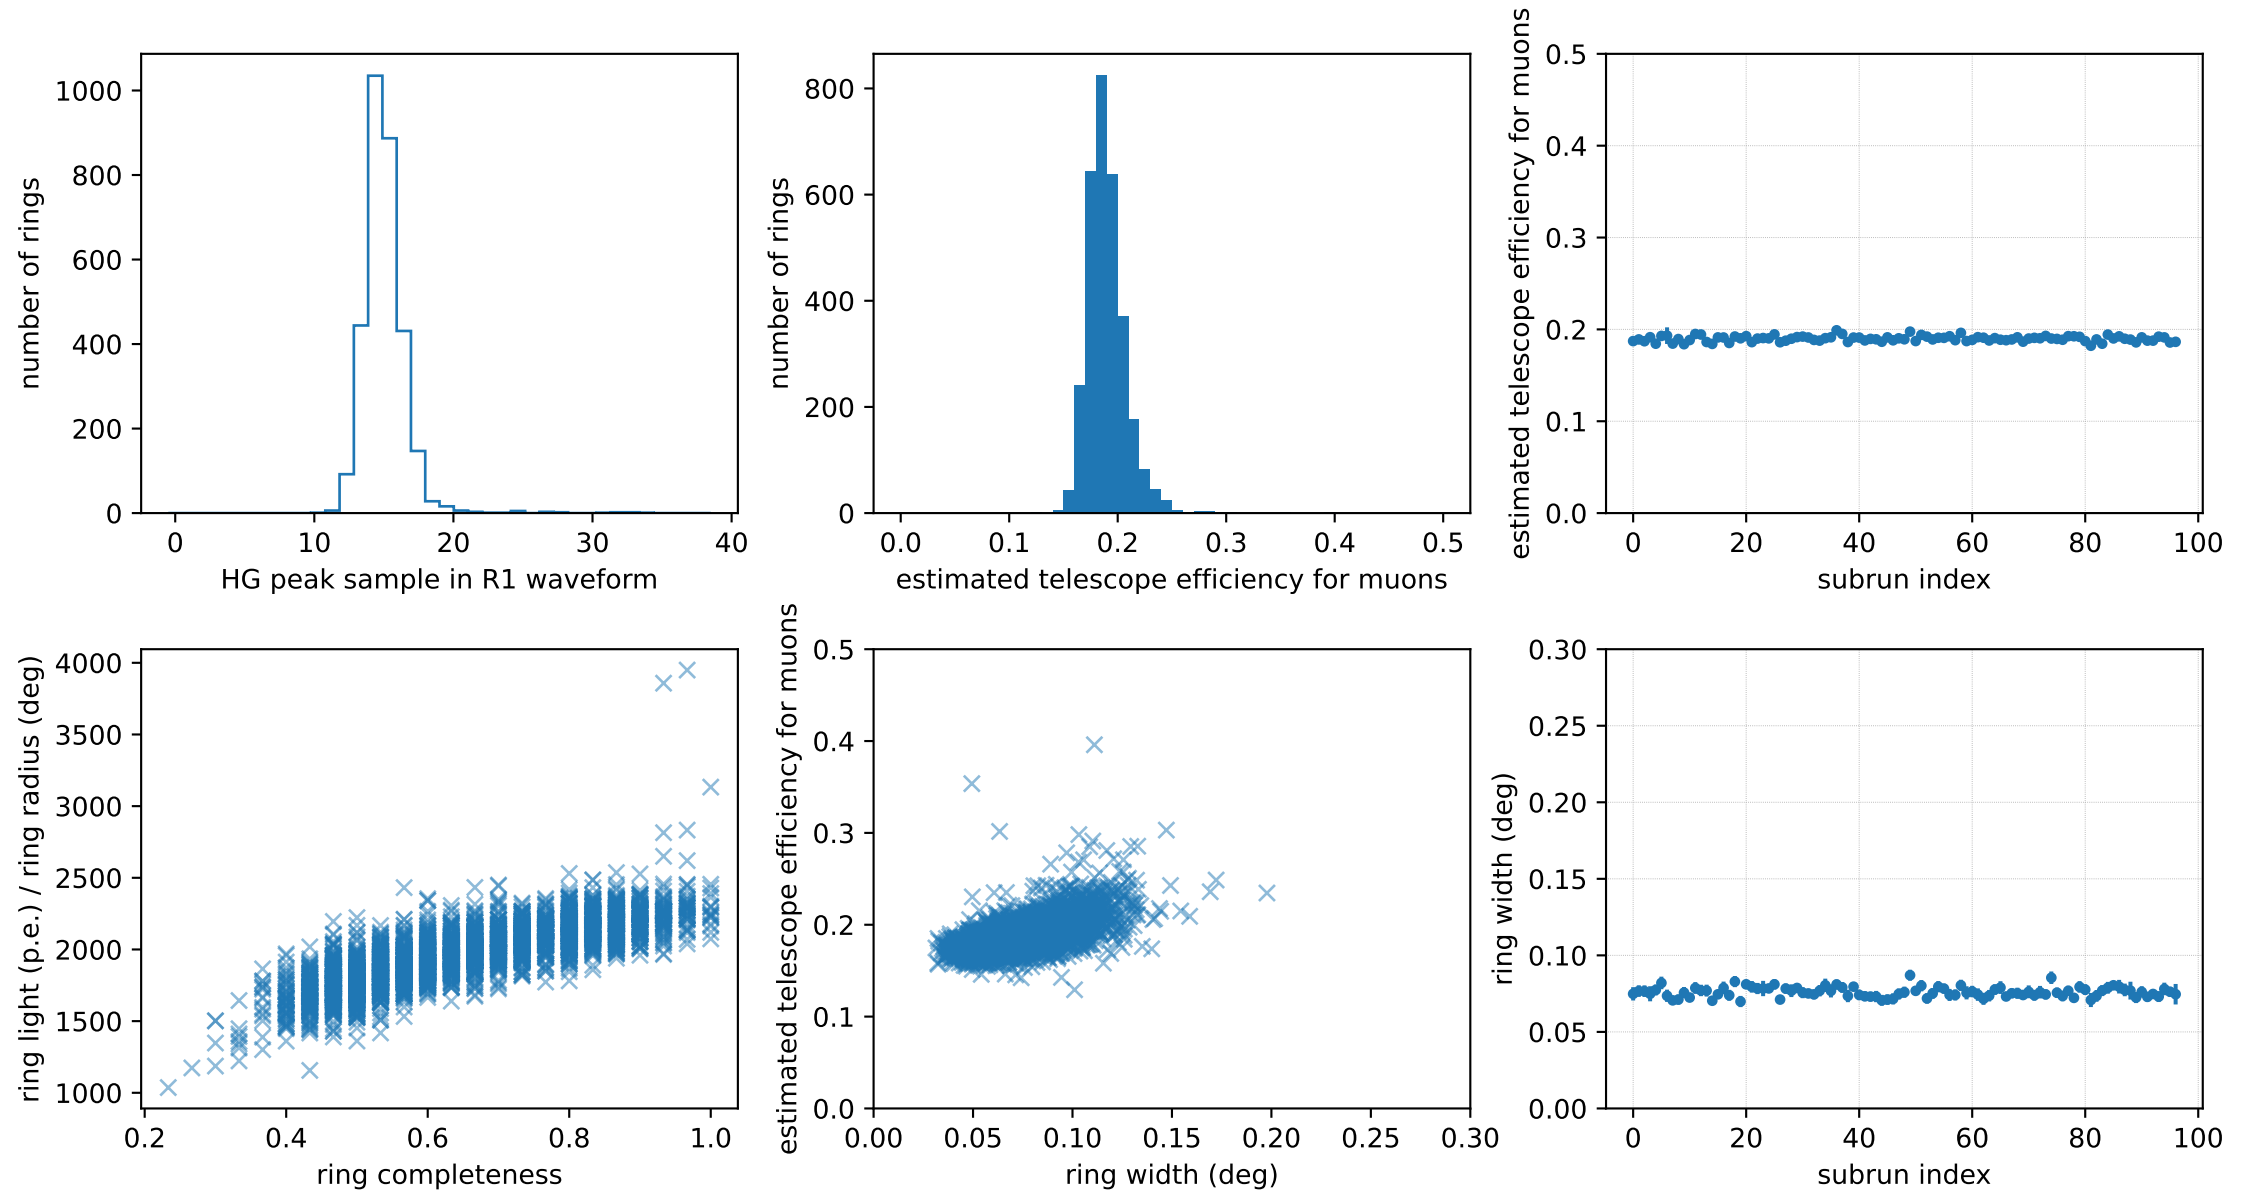 1000
800
600
400
200
0
number of rings
0 10 20 30 40
HG peak sample in R1 waveform
800
600
400
200
0
number of rings
0.0 0.1 0.2 0.3 0.4 0.5
estimated telescope efficiency for muons
0.5
0.4
0.3
0.2
0.1
0.0
estimated telescope efficiency for muons
0 20 40 60 80 100
subrun index
4000
3500
3000
2500
2000
1500
1000
ring light (p.e.) / ring radius (deg)
0.2 0.4 0.6 0.8 1.0
ring completeness
0.5
0.4
0.3
0.2
0.1
0.0
estimated telescope efficiency for muons
0.00 0.05 0.10 0.15 0.20 0.25 0.30
ring width (deg)
0.30
0.25
0.20
0.15
0.10
0.05
0.00
ring width (deg)
0 20 40 60 80 100
subrun index